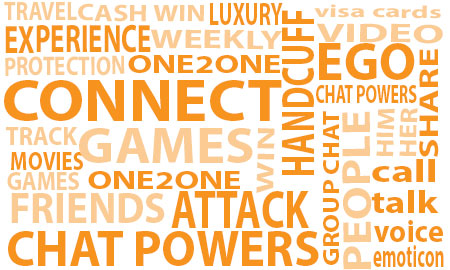 TRAVEL CASH WIN LUXURY
visa cards
EXPERIENCE WEEKLY
VIDEO
PROTECTION ONE2ONE
HANDCUFF
EGO
CONNECT
CHAT POWERS
SHARE
TRACK GAMES WIN
HIM HER
MOVIES
GAMES ONE2ONE
GROUP CHAT
PEOPLE
call
FRIENDS ATTACK
talk
CHAT POWERS
voice
emoticon